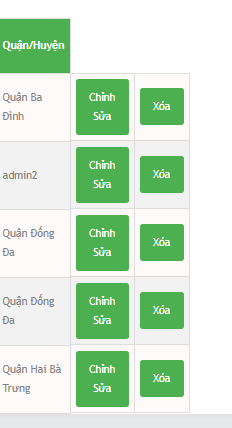 Quận/Huyện
Quận Ba
Đình
Chỉnh
Sửa
Xóa
admin2
Chỉnh
Sửa
Xóa
Quận Đống
Đa
Chỉnh
Sửa
Xóa
Quận Đống
Đa
Chỉnh
Sửa
Xóa
Quận Hai Bà
Trưng
Chỉnh
Sửa
Xóa